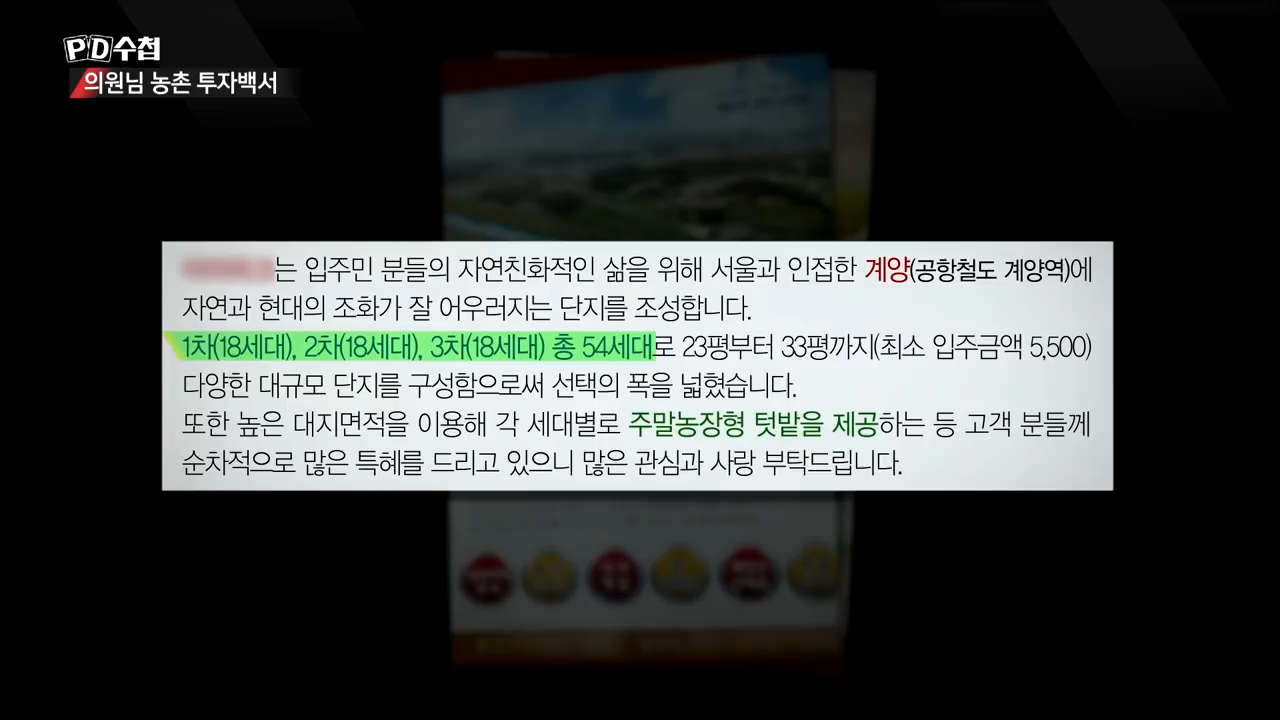 PD수첩
의원님 농촌 투자백서
는 입주민 분들의 자연친화적인 삶을 위해 서울과 인접한 계양(공항철도 계양역)에
자연과 현대의 조화가 잘 어우러지는 단지를 조성합니다.
1차(18세대), 2차(18세대), 3차(18세대) 총 54세대로 23평부터 33평까지(최소 입주금액 5,500)
다양한 대규모 단지를 구성함으로써 선택의 폭을 넓혔습니다.
또한 높은 대지면적을 이용해 각 세대별로 주말농장형 텃밭을 제공하는 등 고객 분들께
순차적으로 많은 특혜를 드리고 있으니 많은 관심과 사랑 부탁드립니다.